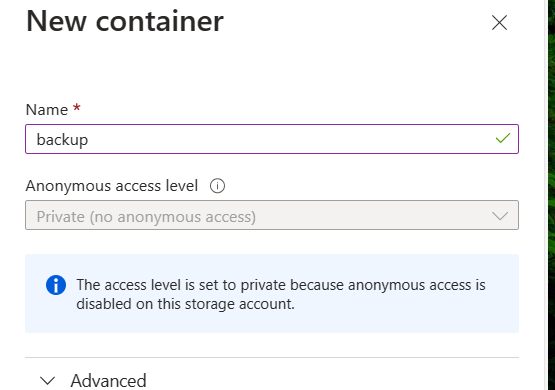 New container
Name *
backup
Anonymous access level
Private (no anonymous access)
The access level is set to private because anonymous access is
disabled on this storage account.
Advanced